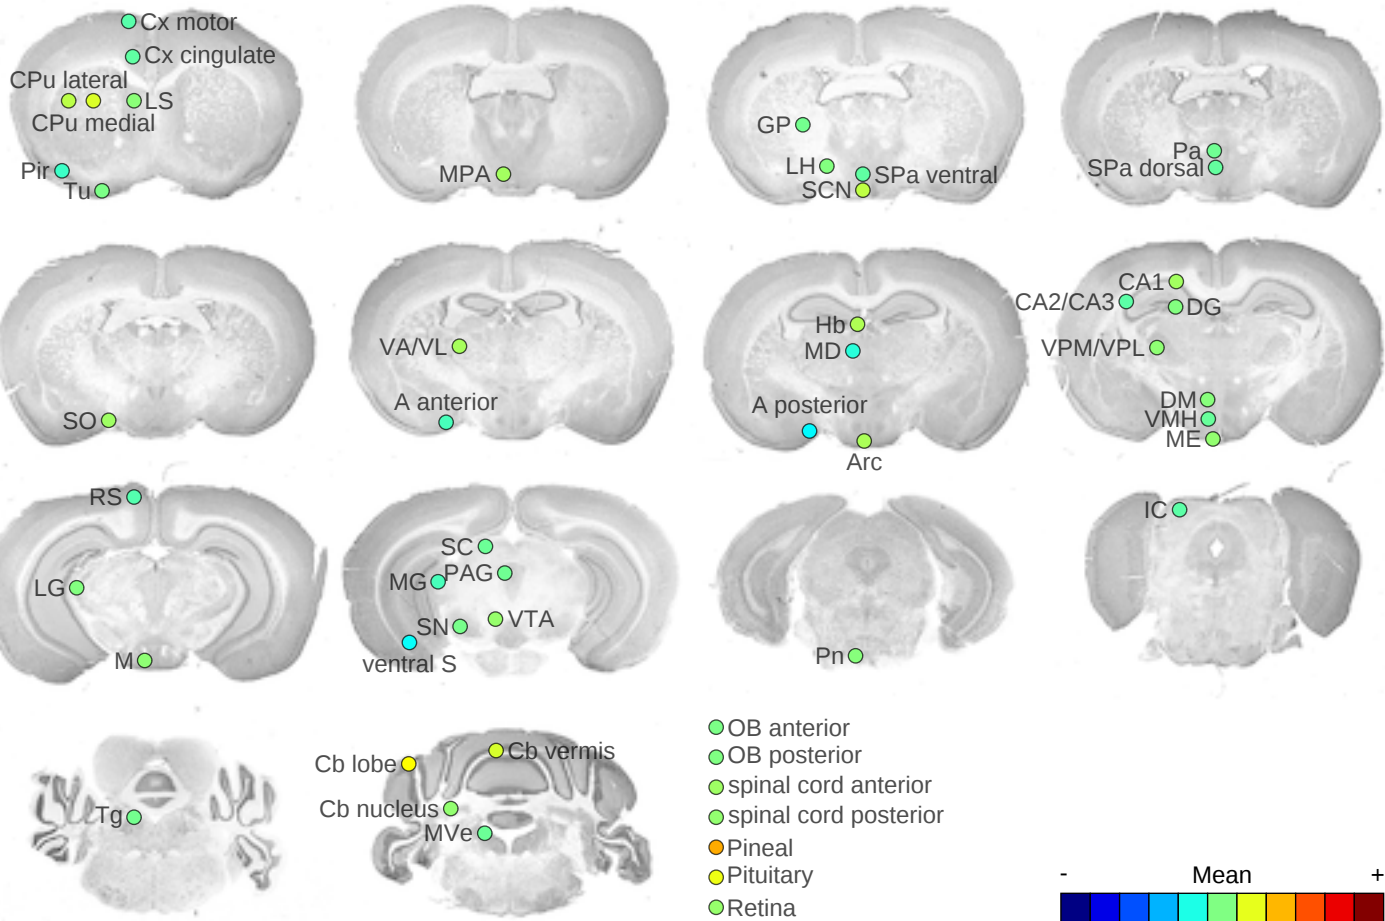 Cx motor
Cx cingulate
CPu lateral
LS
CPu medial
Pir
Tu
MPA
GP
LH
SPa ventral
SCN
Pa
SPa dorsal
SO
VA/VL
A anterior
Hb
MD
A posterior
Arc
CA1
CA2/CA3
DG
VPM/VPL
DM
VMH
ME
RS
LG
M
SC
MG
PAG
SN
VTA
ventral S
Pn
IC
Tg
Cb lobe
Cb vermis
Cb nucleus
MVe
OB anterior
OB posterior
spinal cord anterior
spinal cord posterior
Pineal
Pituitary
Retina
- Mean +